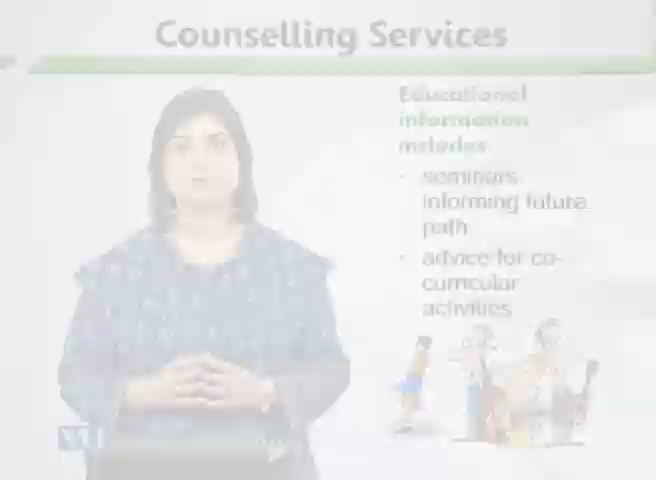 Counselling Services
Educational
information
includes
- seminars
informing future
path
- advice for co-
curricular
activities